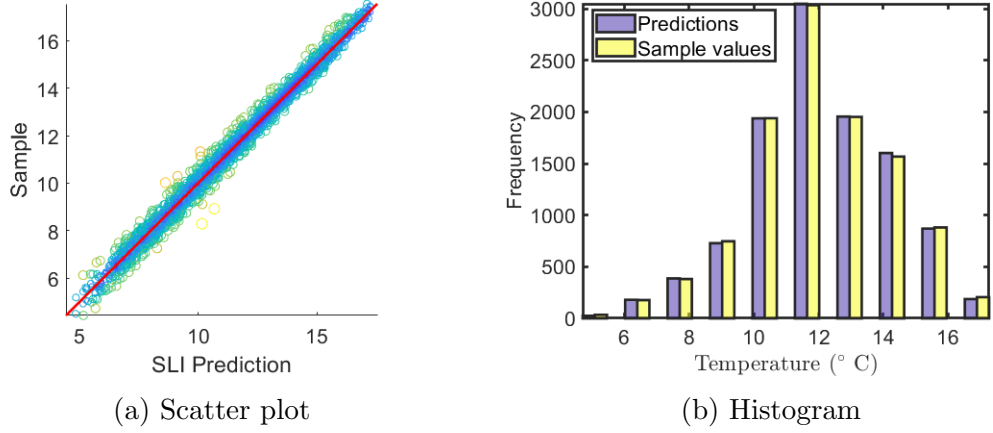 16
14
12
10
8
6
Sample
5 10 15
SLI Prediction
(a) Scatter plot
3000
2500
2000
1500
1000
500
0
Frequency
Predictions
Sample values
6 8 10 12 14 16
Temperature (° C)
(b) Histogram